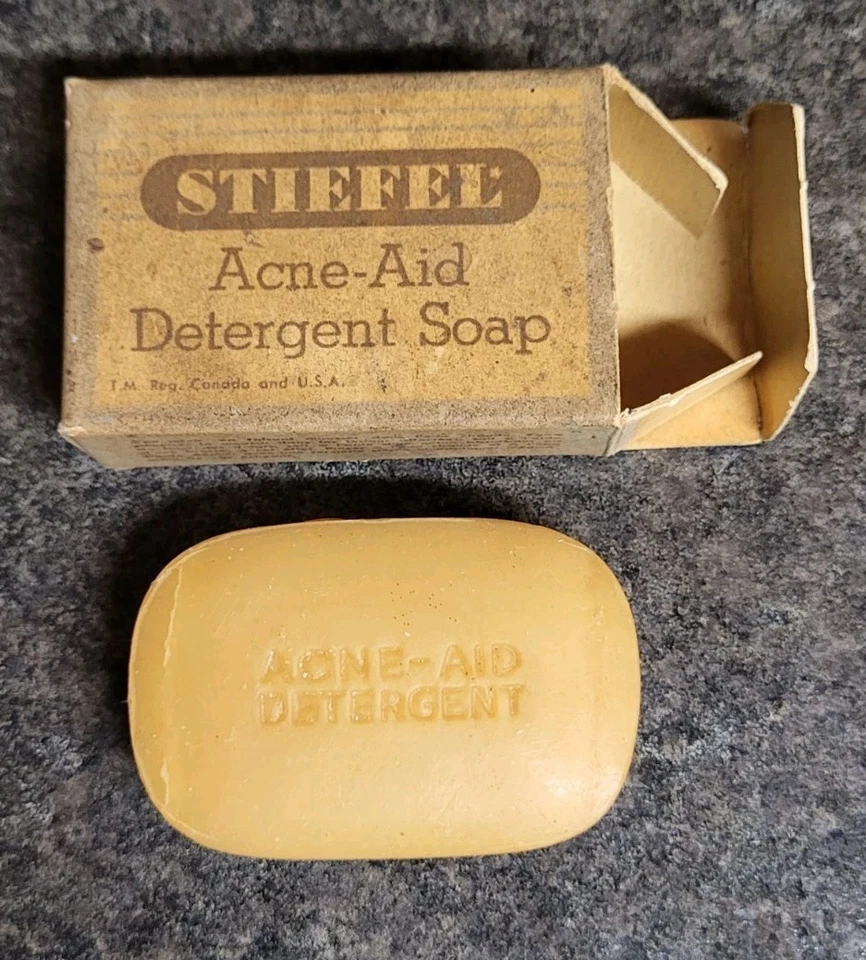 STIEFEL
Acne-Aid
Detergent Soap
T.M. Reg. Canada and U.S.A.
ACNE-AID
DETERGENT